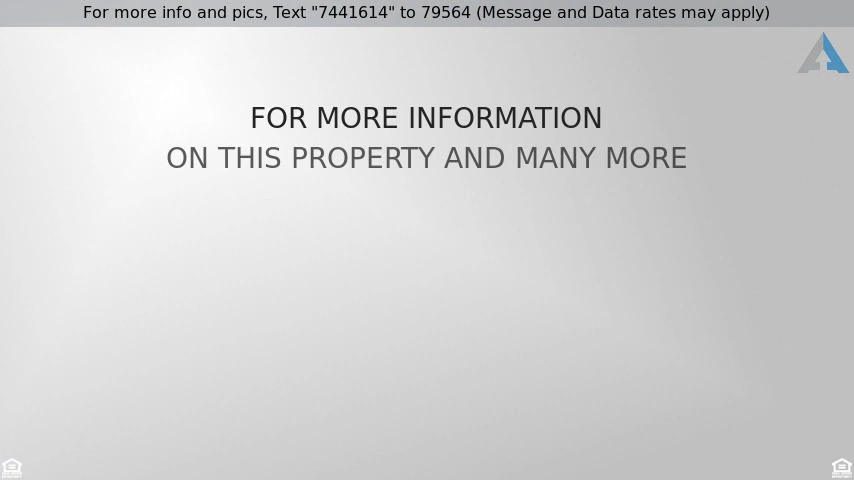 For more info and pics, Text "7441614" to 79564 (Message and Data rates may apply)
FOR MORE INFORMATION
ON THIS PROPERTY AND MANY MORE